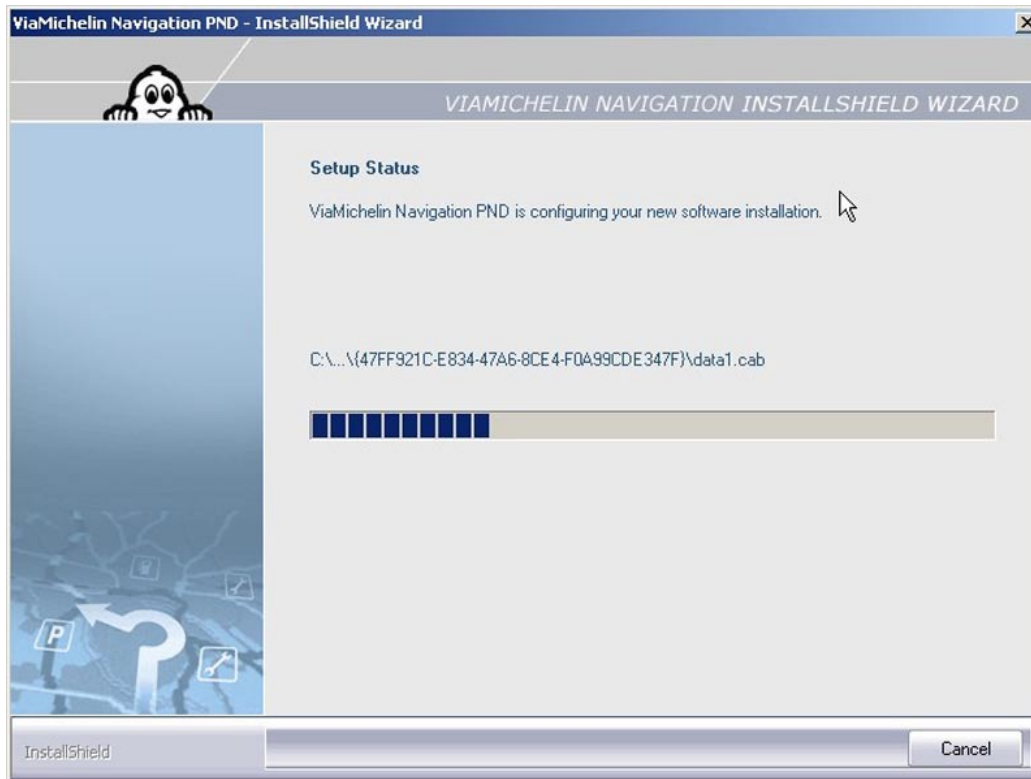 ViaMichelin Navigation PND - InstallShield Wizard
VIAMICHELIN NAVIGATION INSTALLSHIELD WIZARD
Setup Status
ViaMichelin Navigation PND is configuring your new software installation.
C:\...\{47FF921C-E834-47A6-8CE4-F0A99CDE347F}\data1.cab
P
InstallShield
Cancel